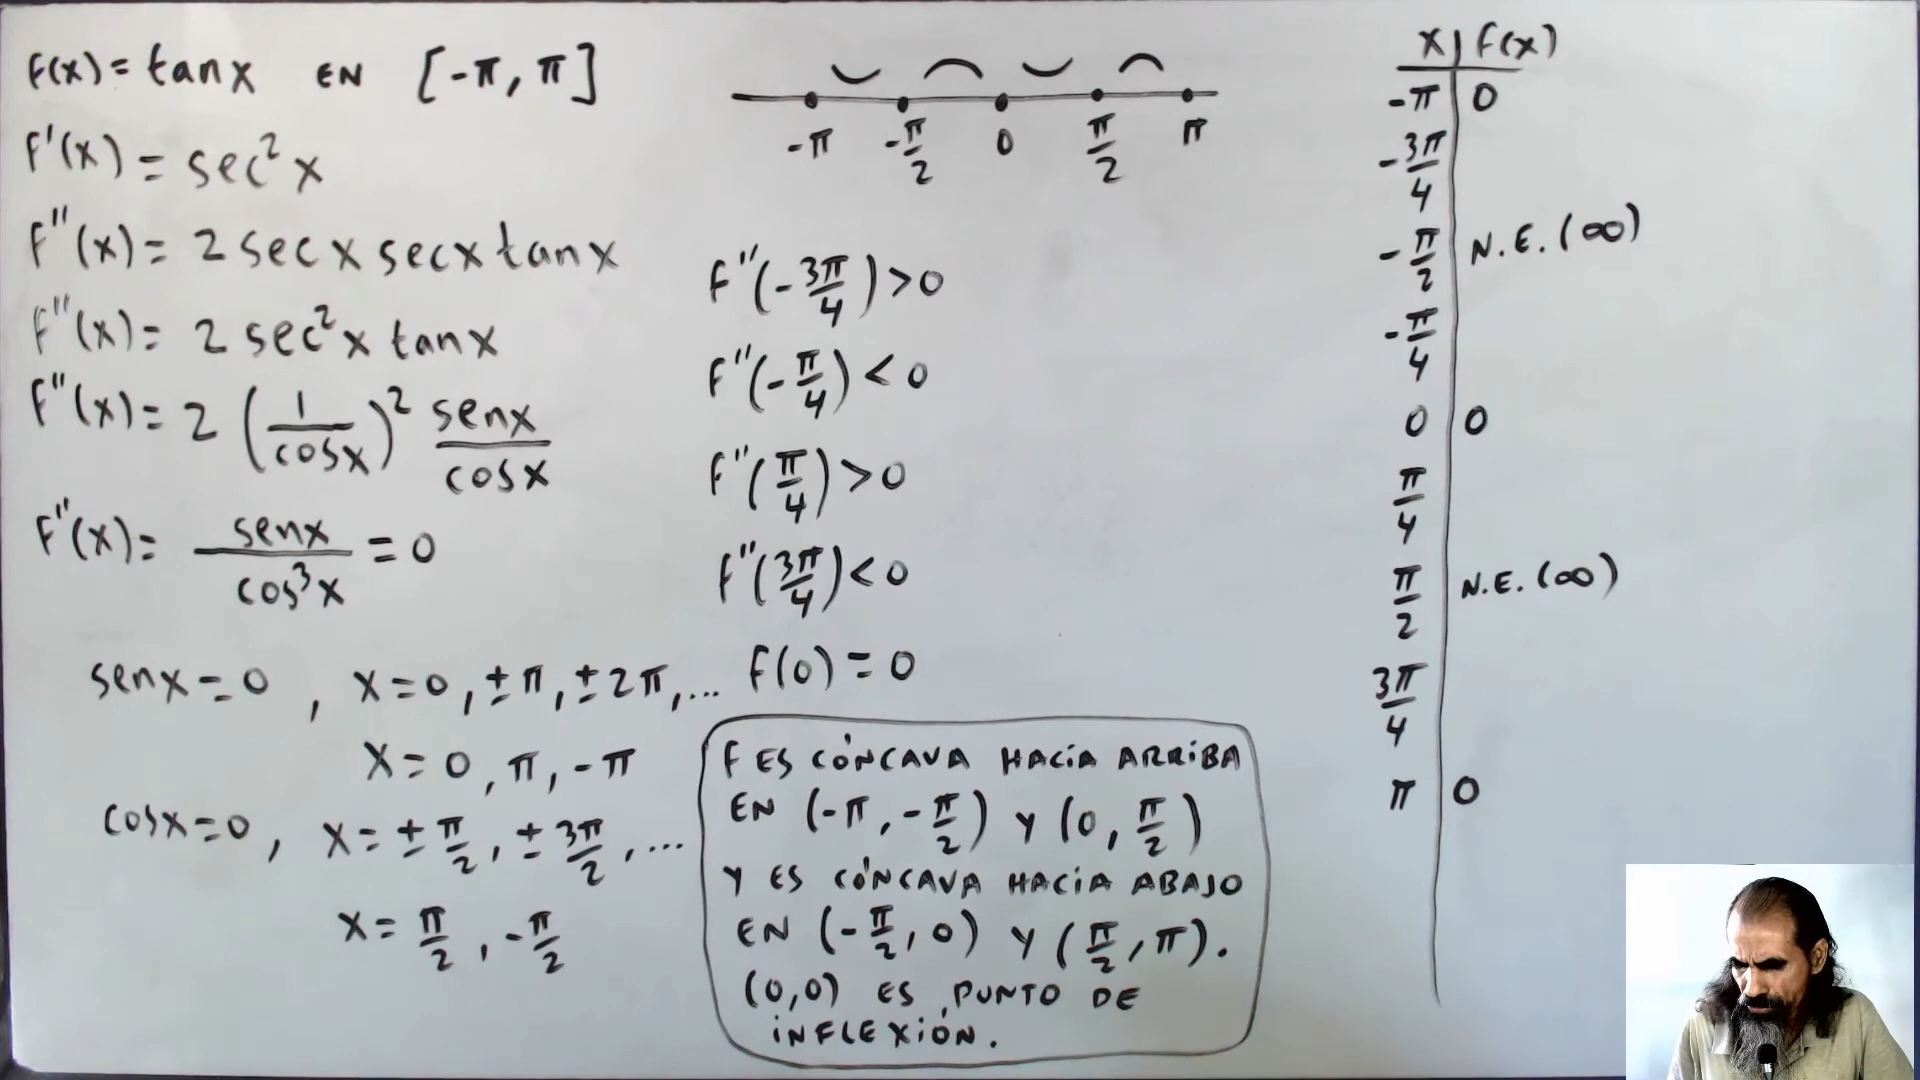 f(x) = tan x EN [-π, π]
f'(x) = sec² x
f''(x) = 2 sec x sec x tan x
f''(x) = 2 sec² x tan x
f''(x) = 2 (1/cos x)² sen x/cos x
f''(x) = sen x/cos³ x = 0
sen x = 0, x = 0, ±π, ±2π, ...
x = 0, π, -π
cos x = 0, x = ±π/2, ±3π/2, ...
x = π/2, -π/2
-π -π/2 0 π/2 π
f''(-3π/4) > 0
f''(-π/4) < 0
f''(π/4) > 0
f''(3π/4) < 0
f(0) = 0
f ES CÓNCAVA HACIA ARRIBA
EN (-π, -π/2) Y (0, π/2)
Y ES CÓNCAVA HACIA ABAJO
EN (-π/2, 0) Y (π/2, π).
(0,0) ES PUNTO DE
INFLEXIÓN.
x | f(x)
-π | 0
-3π/4
-π/2 | N.E. (∞)
-π/4
0 | 0
π/4
π/2 | N.E. (∞)
3π/4
π | 0